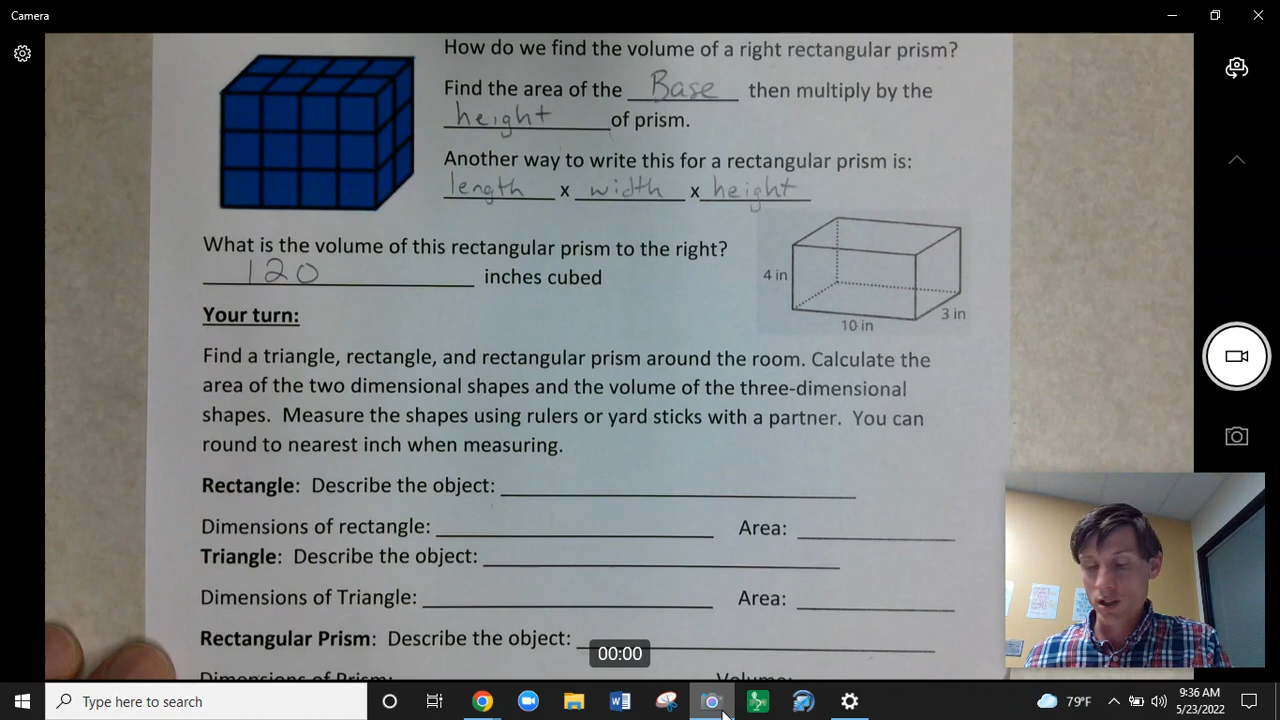 Camera
How do we find the volume of a right rectangular prism?
Find the area of the Base then multiply by the
height of prism.
Another way to write this for a rectangular prism is:
length x width x height
What is the volume of this rectangular prism to the right?
120 inches cubed
4 in
10 in
3 in
Your turn:
Find a triangle, rectangle, and rectangular prism around the room. Calculate the
area of the two dimensional shapes and the volume of the three-dimensional
shapes. Measure the shapes using rulers or yard sticks with a partner. You can
round to nearest inch when measuring.
Rectangle: Describe the object:
Dimensions of rectangle: Area:
Triangle: Describe the object:
Dimensions of Triangle: Area:
Rectangular Prism: Describe the object:
00:00
Dimensions of Prism: Volume:
Type here to search
79°F
9:36 AM
5/23/2022